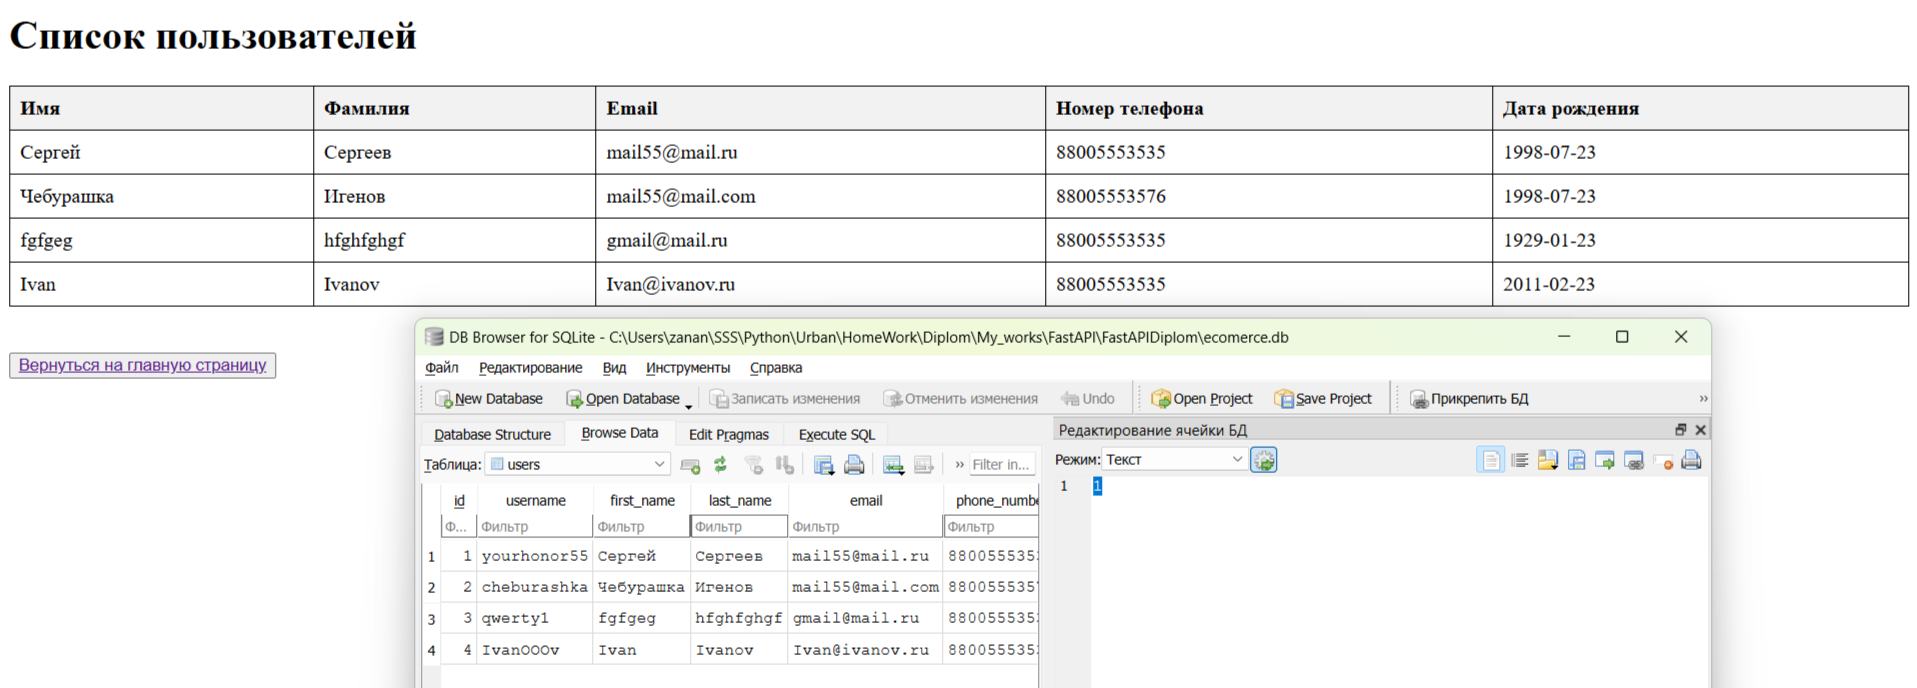 Список пользователей
Имя Фамилия Email Номер телефона Дата рождения
Сергей Сергеев mail55@mail.ru 88005553535 1998-07-23
Чебурашка Игенов mail55@mail.com 88005553576 1998-07-23
fgfgeg hfghfghgf gmail@mail.ru 88005553535 1929-01-23
Ivan Ivanov Ivan@ivanov.ru 88005553535 2011-02-23
Вернуться на главную страницу
DB Browser for SQLite - C:\Users\zanan\SSS\Python\Urban\HomeWork\Diplom\My_works\FastAPI\FastAPIDiplom\ecomerce.db
Файл Редактирование Вид Инструменты Справка
New Database Open Database Записать изменения Отменить изменения Undo Open Project Save Project Прикрепить БД »
Database Structure Browse Data Edit Pragmas Execute SQL
Таблица: users » Filter in...
id username first_name last_name email phone_numbe
Ф... Фильтр Фильтр Фильтр Фильтр Фильтр
1 1 yourhonor55 Сергей Сергеев mail55@mail.ru 880055535
2 2 cheburashka Чебурашка Игенов mail55@mail.com 880055535
3 3 qwerty1 fgfgeg hfghfghgf gmail@mail.ru 880055535
4 4 IvanOOOv Ivan Ivanov Ivan@ivanov.ru 880055535
Редактирование ячейки БД
Режим: Текст
1 1